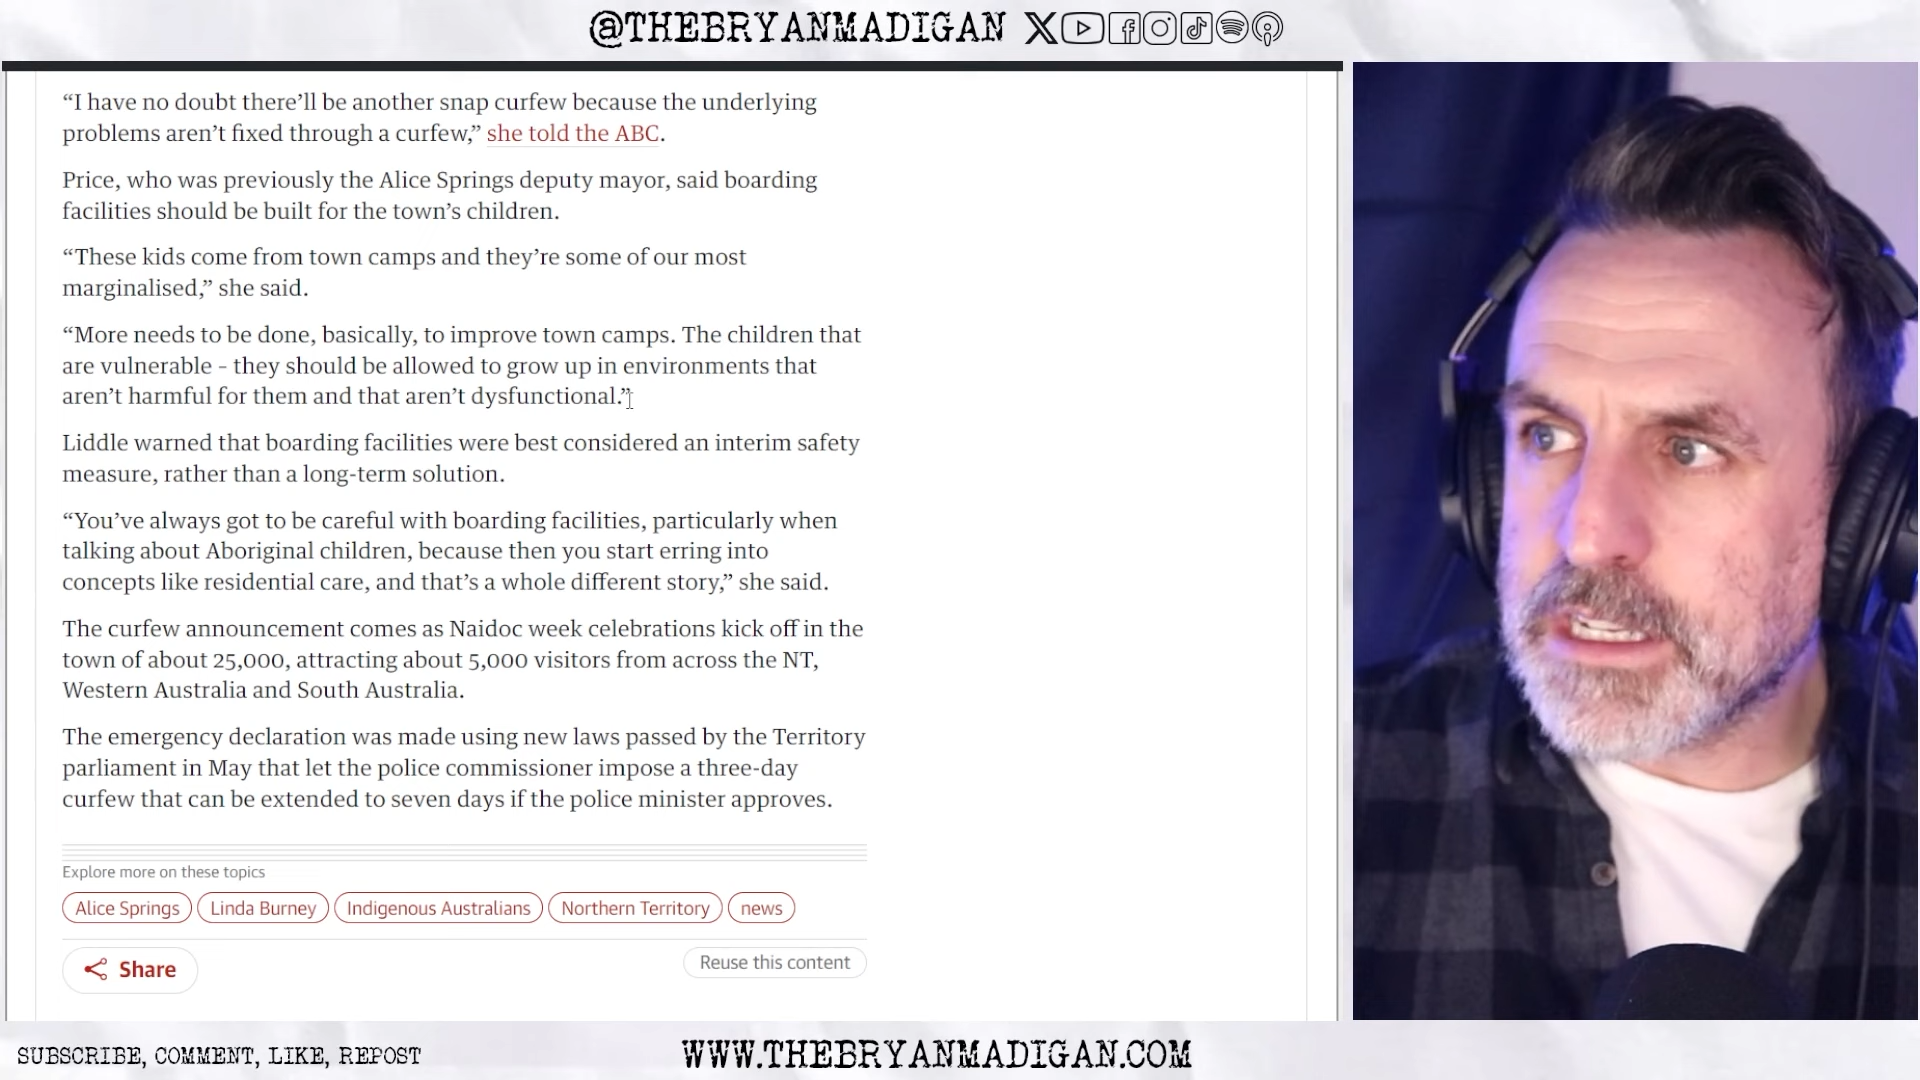 @THEBRYANMADIGAN
“I have no doubt there’ll be another snap curfew because the underlying
problems aren’t fixed through a curfew,” she told the ABC.
Price, who was previously the Alice Springs deputy mayor, said boarding
facilities should be built for the town’s children.
“These kids come from town camps and they’re some of our most
marginalised,” she said.
“More needs to be done, basically, to improve town camps. The children that
are vulnerable – they should be allowed to grow up in environments that
aren’t harmful for them and that aren’t dysfunctional.”
Liddle warned that boarding facilities were best considered an interim safety
measure, rather than a long-term solution.
“You’ve always got to be careful with boarding facilities, particularly when
talking about Aboriginal children, because then you start erring into
concepts like residential care, and that’s a whole different story,” she said.
The curfew announcement comes as Naidoc week celebrations kick off in the
town of about 25,000, attracting about 5,000 visitors from across the NT,
Western Australia and South Australia.
The emergency declaration was made using new laws passed by the Territory
parliament in May that let the police commissioner impose a three-day
curfew that can be extended to seven days if the police minister approves.
Explore more on these topics
Alice Springs Linda Burney Indigenous Australians Northern Territory news
Share Reuse this content
SUBSCRIBE, COMMENT, LIKE, REPOST WWW.THEBRYANMADIGAN.COM